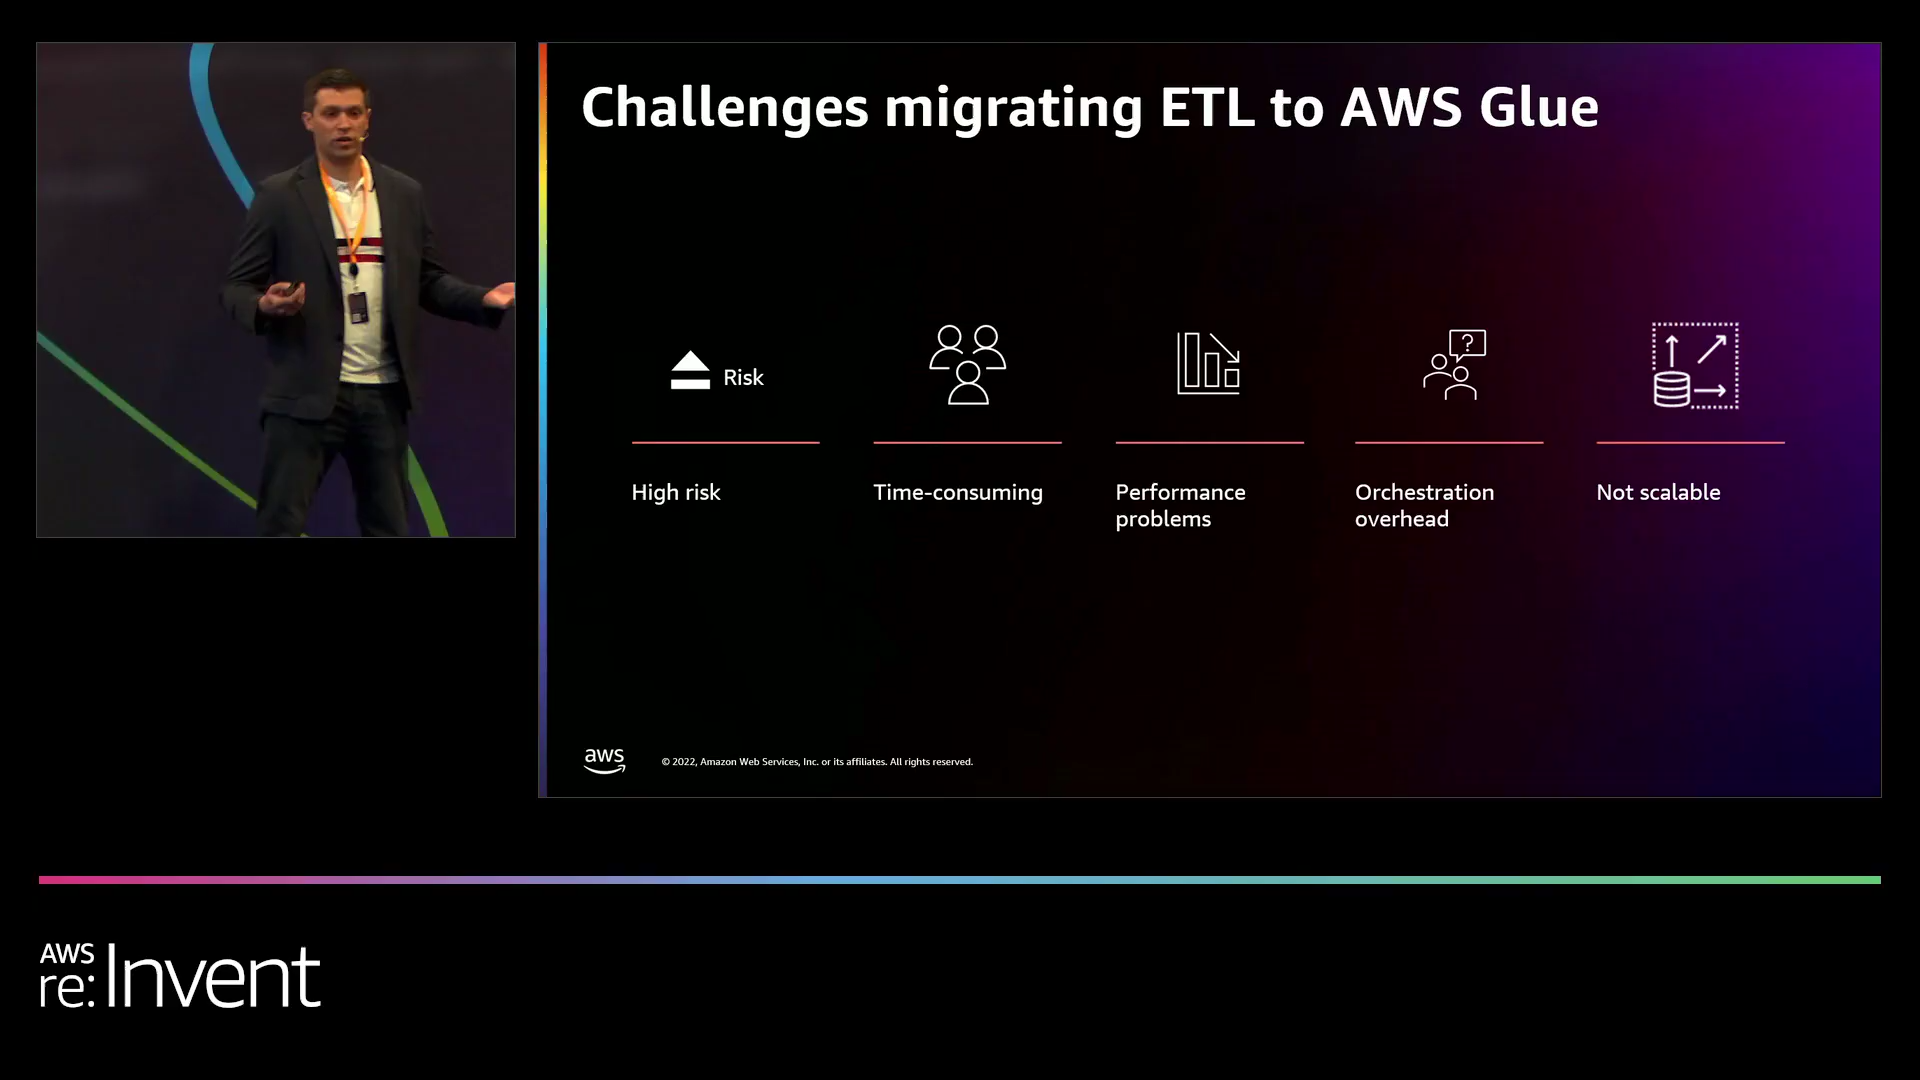 Challenges migrating ETL to AWS Glue
Risk
?
High risk
Time-consuming
Performance
problems
Orchestration
overhead
Not scalable
aws
© 2022, Amazon Web Services, Inc. or its affiliates. All rights reserved.
AWS
re:Invent